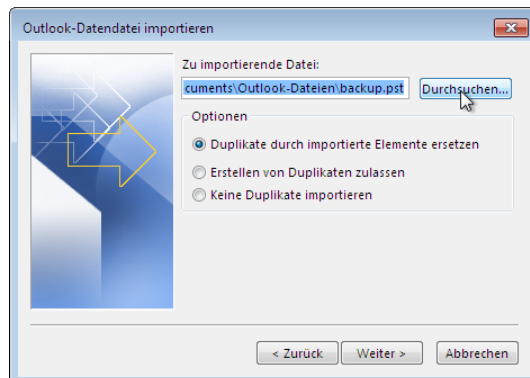 Outlook-Datendatei importieren
Zu importierende Datei:
cuments\Outlook-Dateien\backup.pst
Durchsuchen...
Optionen
Duplikate durch importierte Elemente ersetzen
Erstellen von Duplikaten zulassen
Keine Duplikate importieren
< Zurück
Weiter >
Abbrechen